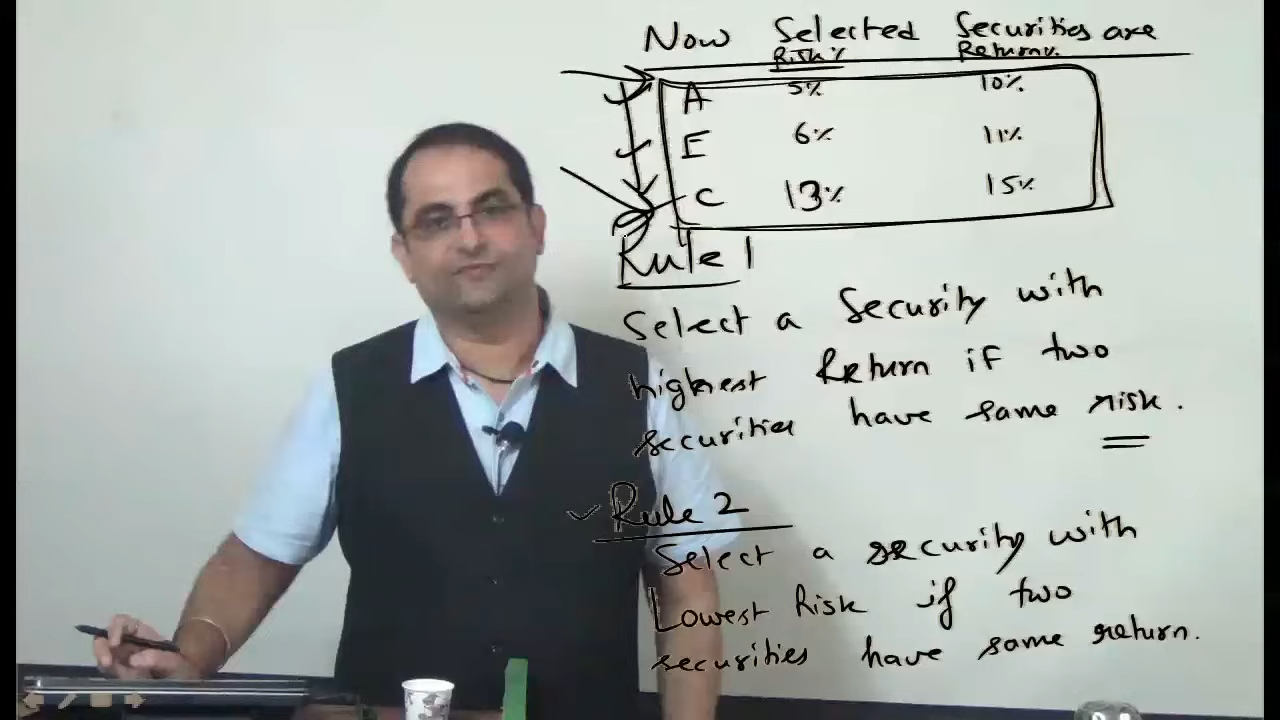 Now Selected Securities are
Risk% Return%
A 5% 10%
E 6% 11%
C 13% 15%
Rule 1
Select a Security with
highest Return if two
securities have same risk.
Rule 2
Select a security with
Lowest Risk if two
securities have same return.